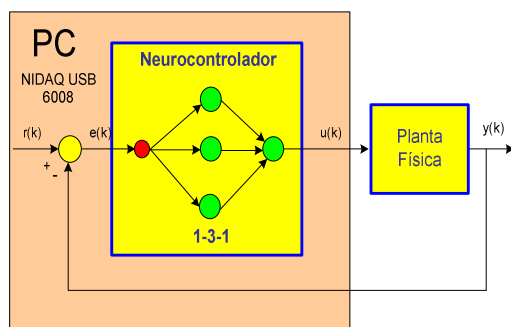 PC
NIDAQ USB
6008
Neurocontrolador
r(k)
e(k)
u(k)
y(k)
+
-
Planta
Física
1-3-1